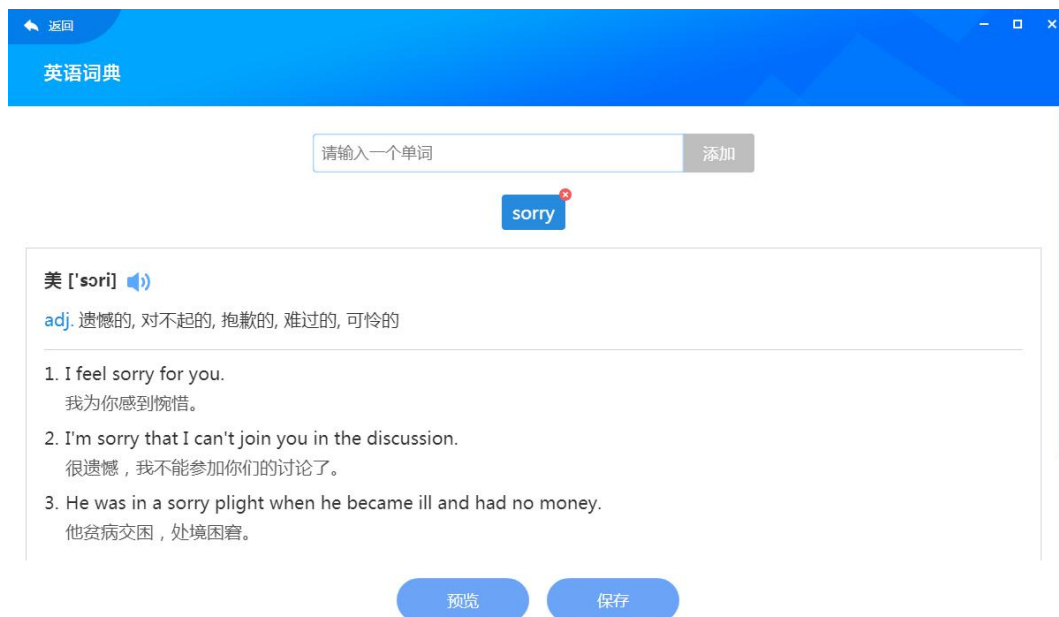 返回
英语词典
请输入一个单词 添加
sorry
美 ['sɔri]
adj. 遗憾的, 对不起的, 抱歉的, 难过的, 可怜的
1. I feel sorry for you.
我为你感到惋惜。
2. I'm sorry that I can't join you in the discussion.
很遗憾，我不能参加你们的讨论了。
3. He was in a sorry plight when he became ill and had no money.
他贫病交困，处境困窘。
预览 保存